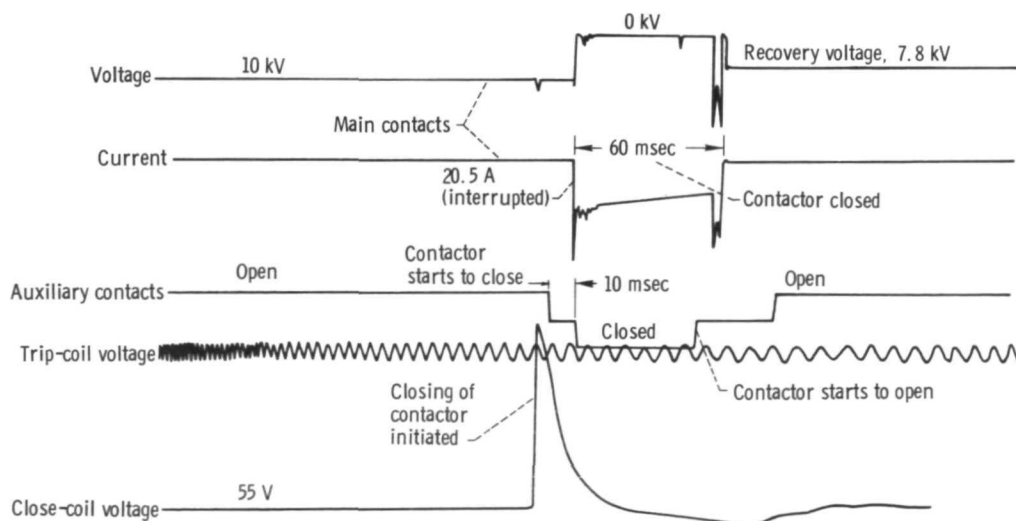 0 kV
Voltage
10 kV
Recovery voltage, 7.8 kV
Main contacts
Current
60 msec
20.5 A
(interrupted)
Contactor closed
Contactor
starts to close
Open
10 msec
Open
Auxiliary contacts
Closed
Trip-coil voltage
Contactor starts to open
Closing of
contactor
initiated
55 V
Close-coil voltage